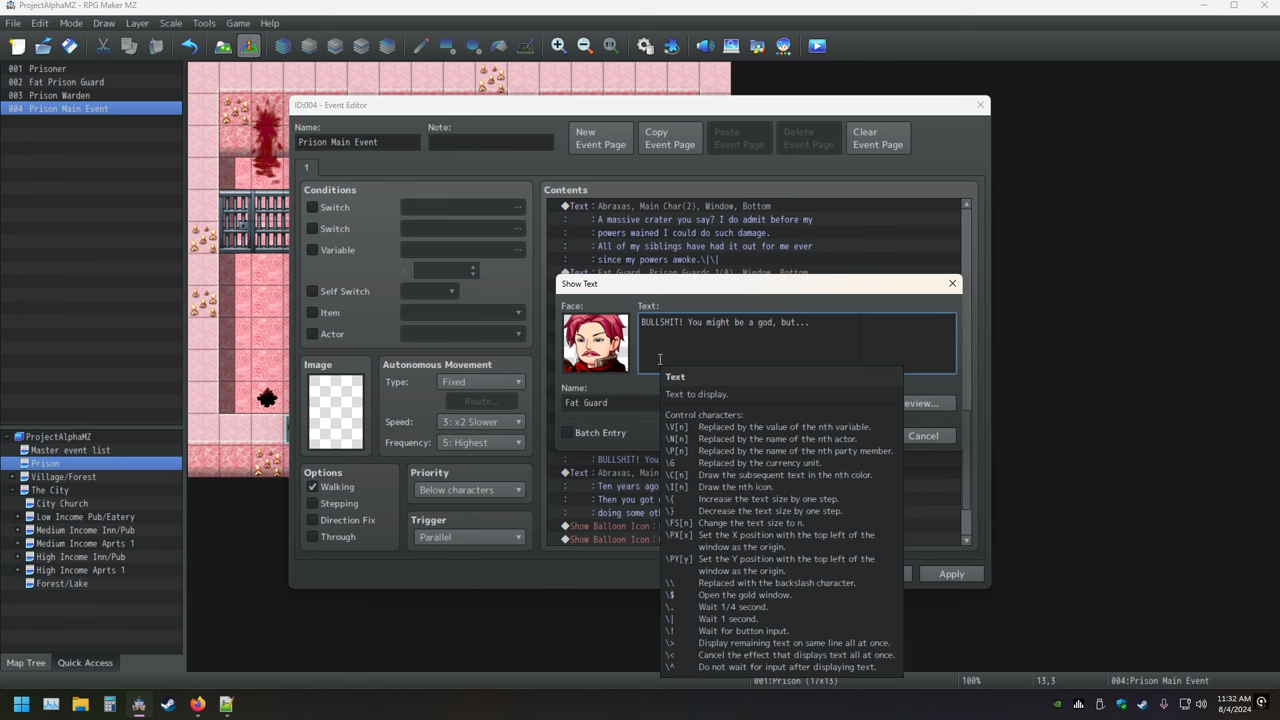 ProjectAlphaMZ - RPG Maker MZ
File Edit Mode Draw Layer Scale Tools Game Help
001 Prisoner
002 Fat Prison Guard
003 Prison Warden
004 Prison Main Event
ID:004 - Event Editor
Name:
Note:
Prison Main Event
New Event Page
Copy Event Page
Paste Event Page
Delete Event Page
Clear Event Page
1
Conditions
Switch
Switch
Variable
Self Switch
Item
Actor
Image
Autonomous Movement
Type: Fixed
Route...
Speed: 3: x2 Slower
Frequency: 5: Highest
Options
Walking
Stepping
Direction Fix
Through
Priority
Below characters
Trigger
Parallel
Contents
◆Text : Abraxas, Main Char(2), Window, Bottom
: : A massive crater you say? I do admit before my
: : powers wained I could do such damage.
: : All of my siblings have had it out for me ever
: : since my powers awoke.\|\|
◆Text : Fat Guard, Prison Guards 1(0), Window, Bottom
Show Text
Face:
Text:
BULLSHIT! You might be a god, but...
Name:
Fat Guard
Batch Entry
eview...
Cancel
: : BULLSHIT! You
◆Text : Abraxas, Main
: : Ten years ago
: : Then you got
: : doing some ot
◆Show Balloon Icon :
◆Show Balloon Icon :
Apply
Text
Text to display.
Control characters:
\V[n] Replaced by the value of the nth variable.
\N[n] Replaced by the name of the nth actor.
\P[n] Replaced by the name of the nth party member.
\G Replaced by the currency unit.
\C[n] Draw the subsequent text in the nth color.
\I[n] Draw the nth icon.
\{ Increase the text size by one step.
\} Decrease the text size by one step.
\FS[n] Change the text size to n.
\PX[x] Set the X position with the top left of the
window as the origin.
\PY[y] Set the Y position with the top left of the
window as the origin.
\\ Replaced with the backslash character.
\$ Open the gold window.
\. Wait 1/4 second.
\| Wait 1 second.
\! Wait for button input.
\> Display remaining text on same line all at once.
\< Cancel the effect that displays text all at once.
\^ Do not wait for input after displaying text.
ProjectAlphaMZ
Master event list
Prison
Village/Forest
The City
City Church
Low Income Pub/Eatery
Medium Income Inn/Pub
Medium Income Aprts 1
High Income Inn/Pub
High Income Aprts 1
Forest/Lake
Map Tree
Quick Access
001:Prison (17x13)
100%
13,3
004:Prison Main Event
11:32 AM
8/4/2024